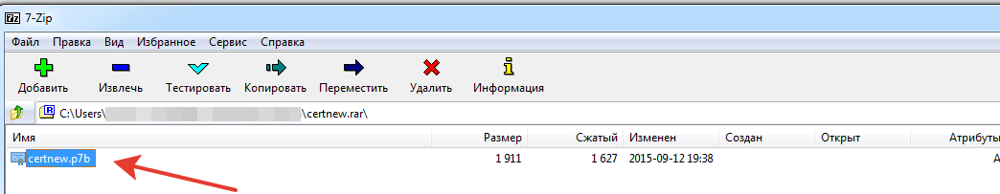 7z 7-Zip
Файл Правка Вид Избранное Сервис Справка
Добавить Извлечь Тестировать Копировать Переместить Удалить Информация
C:\Users\ \certnew.rar\
Имя Размер Сжатый Изменен Создан Открыт Атрибуты
certnew.p7b 1 911 1 627 2015-09-12 19:38 A